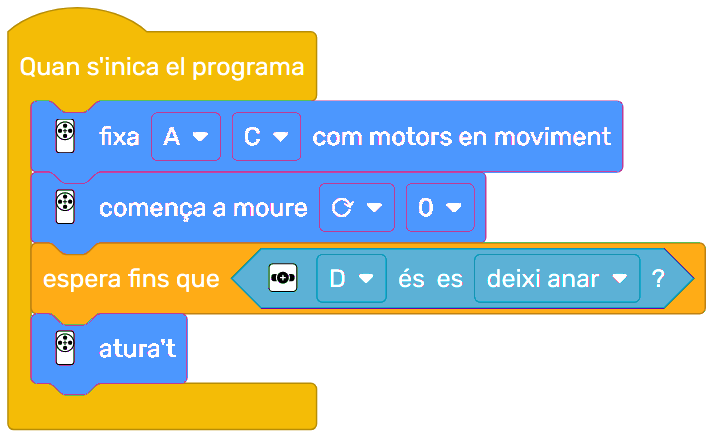 Quan s'inica el programa
fixa A C com motors en moviment
comença a moure 0
espera fins que D és es deixi anar ?
atura't